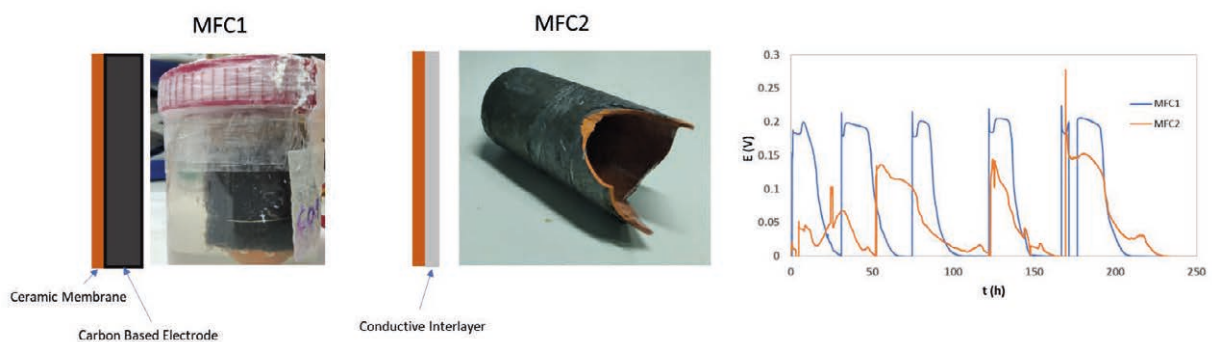 MFC1
MFC2
Ceramic Membrane
Carbon Based Electrode
Conductive Interlayer
0.3
0.25
0.2
0.15
0.1
0.05
0
E (V)
0 50 100 150 200 250
t (h)
MFC1
MFC2